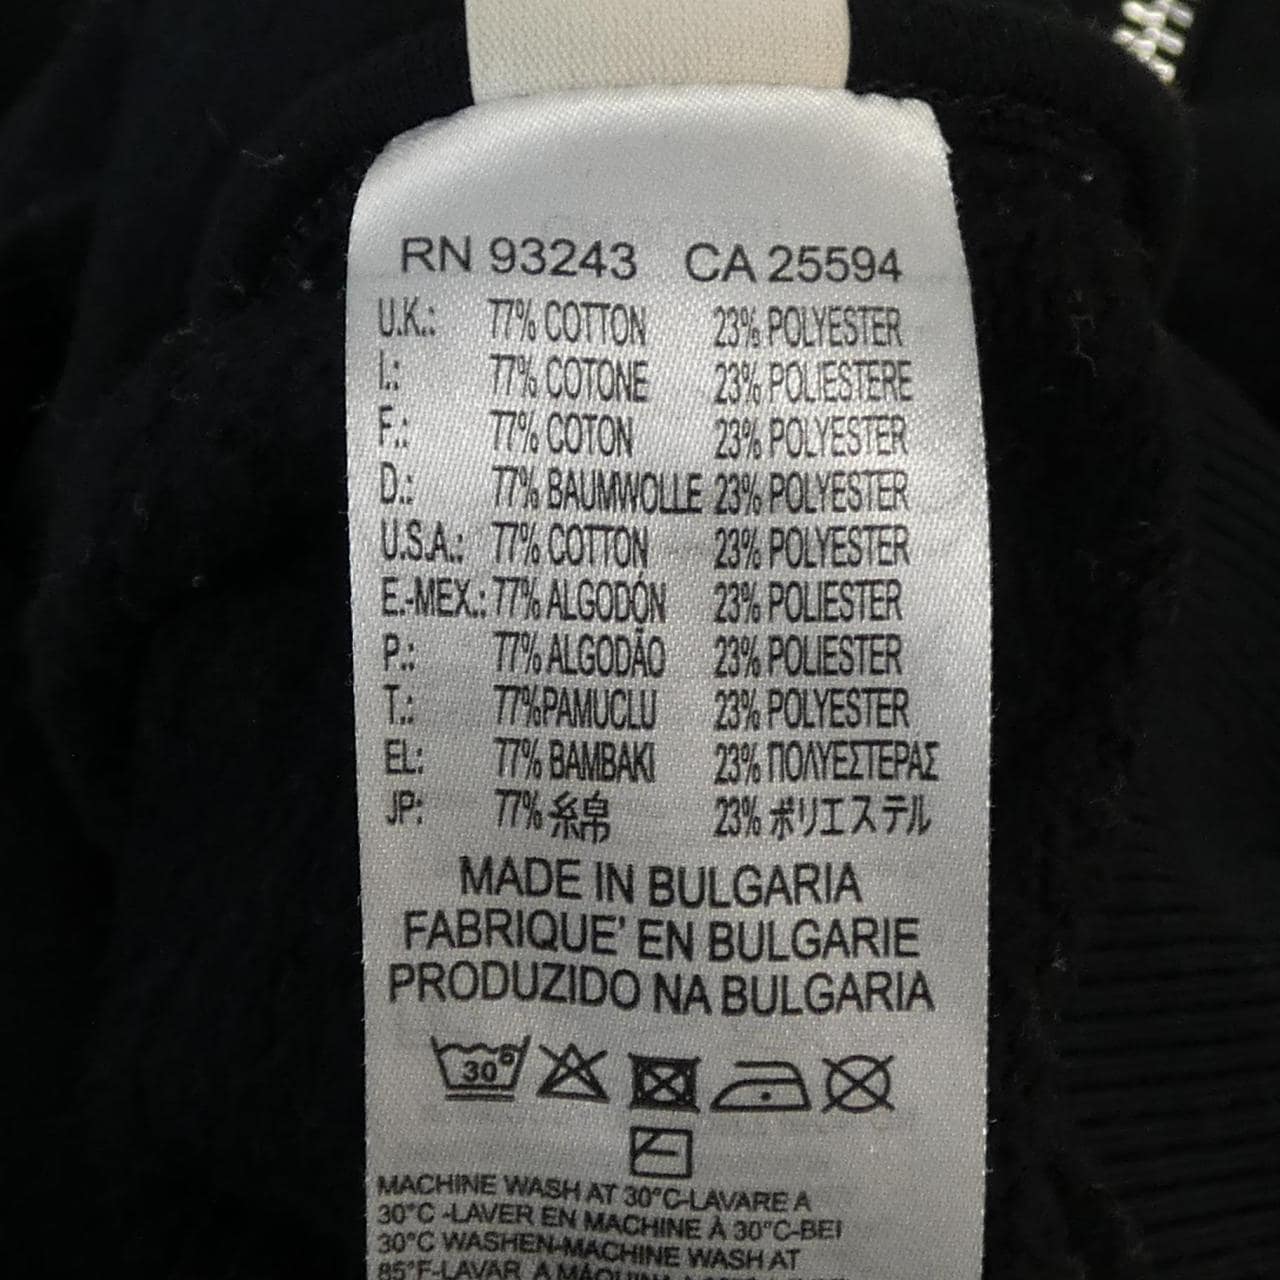 RN 93243 CA 25594
U.K.: 77% COTTON 23% POLYESTER
I.: 77% COTONE 23% POLIESTERE
F.: 77% COTON 23% POLYESTER
D.: 77% BAUMWOLLE 23% POLYESTER
U.S.A.: 77% COTTON 23% POLYESTER
E.-MEX.: 77% ALGODÓN 23% POLIESTER
P.: 77% ALGODÃO 23% POLIESTER
T.: 77%PAMUCLU 23% POLYESTER
EL: 77% BAMBAKI 23% ΠΟΛΥΕΣΤΕΡΑΣ
JP: 77% 綿 23% ポリエステル
MADE IN BULGARIA
FABRIQUE' EN BULGARIE
PRODUZIDO NA BULGARIA
30°
MACHINE WASH AT 30°C-LAVARE A
30°C -LAVER EN MACHINE À 30°C-BEI
30°C WASHEN-MACHINE WASH AT
85°F-LAVAR A